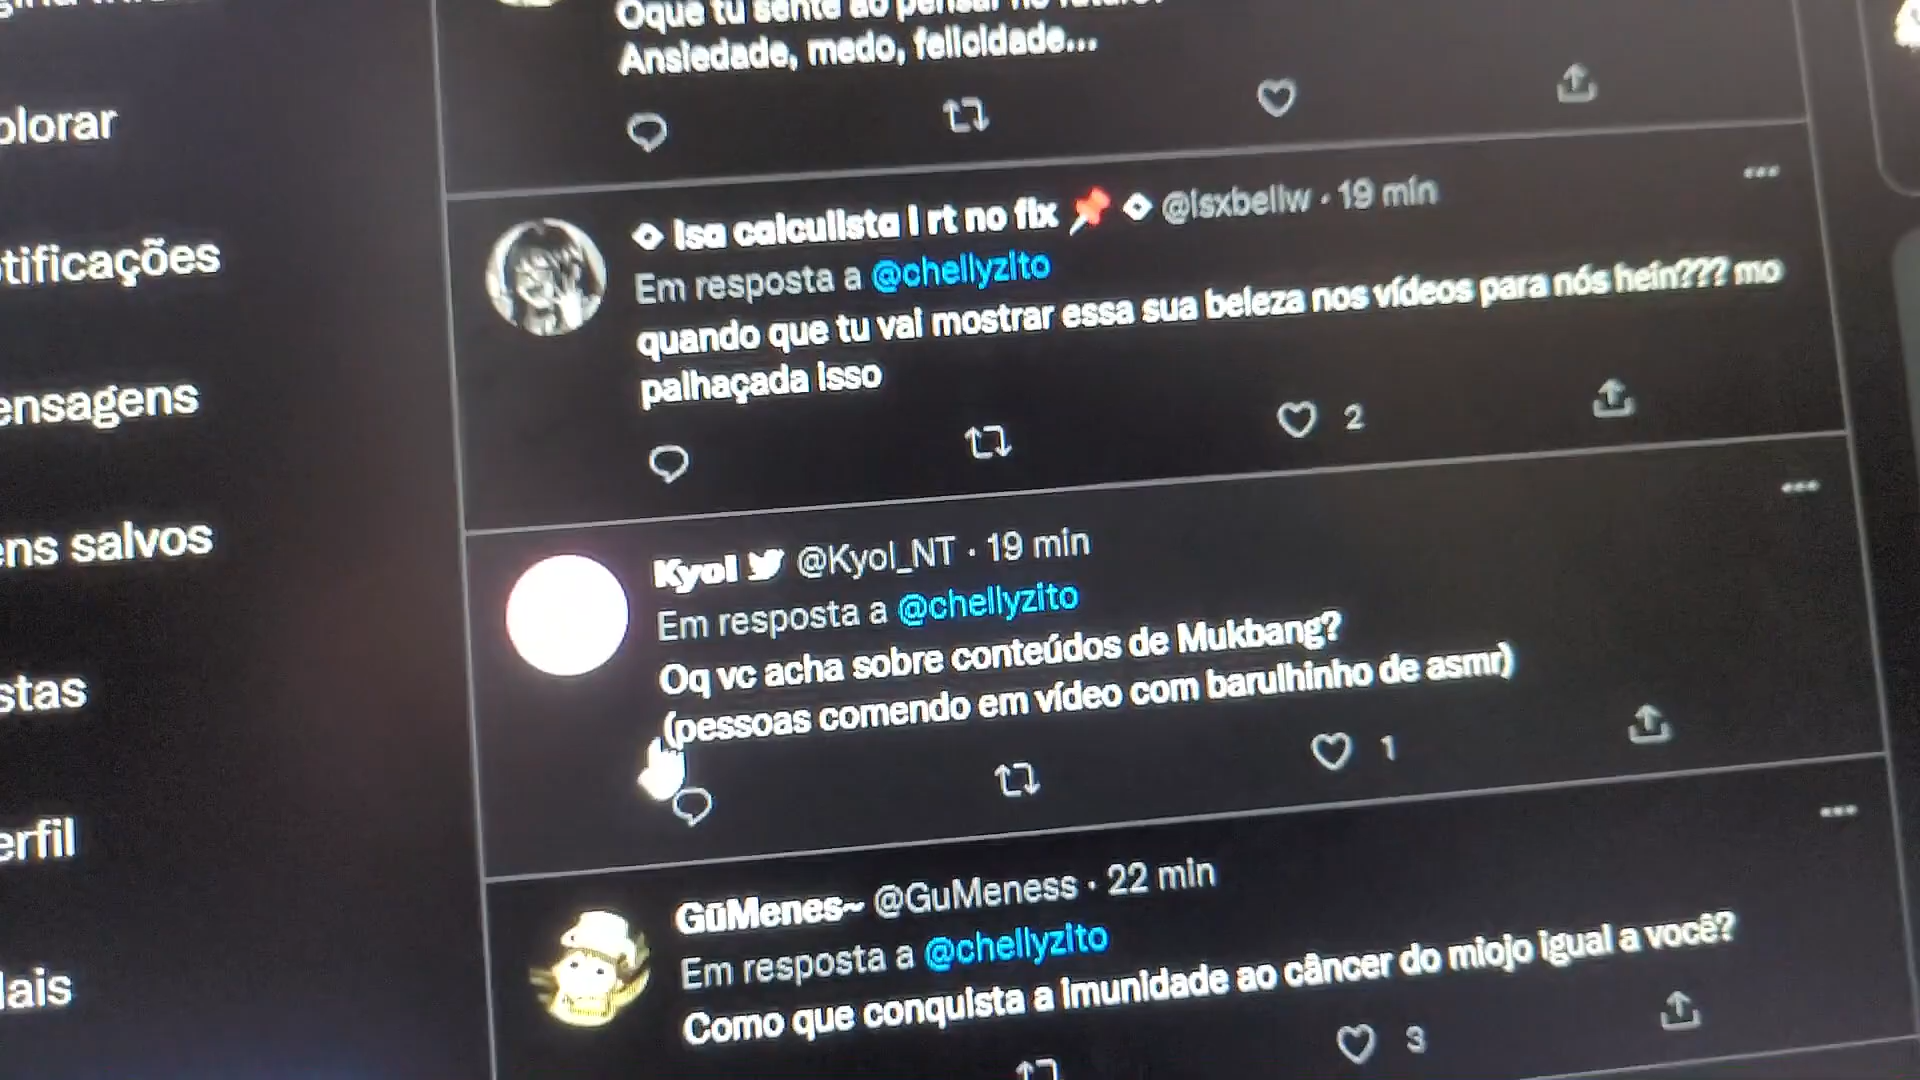 Oque tu sente ao pensar no futuro?
Ansiedade, medo, felicidade...
plorar
Isa calculista | rt no fix 📌 @Isxbellw · 19 min
Em resposta a @chellyzito
quando que tu vai mostrar essa sua beleza nos vídeos para nós hein??? mo
palhaçada isso
2
tificações
ensagens
ens salvos
Kyol @Kyol_NT · 19 min
Em resposta a @chellyzito
Oq vc acha sobre conteúdos de Mukbang?
(pessoas comendo em vídeo com barulhinho de asmr)
1
stas
erfil
GūMenes~ @GuMeness · 22 min
Em resposta a @chellyzito
Como que conquista a imunidade ao câncer do miojo igual a você?
3
ais